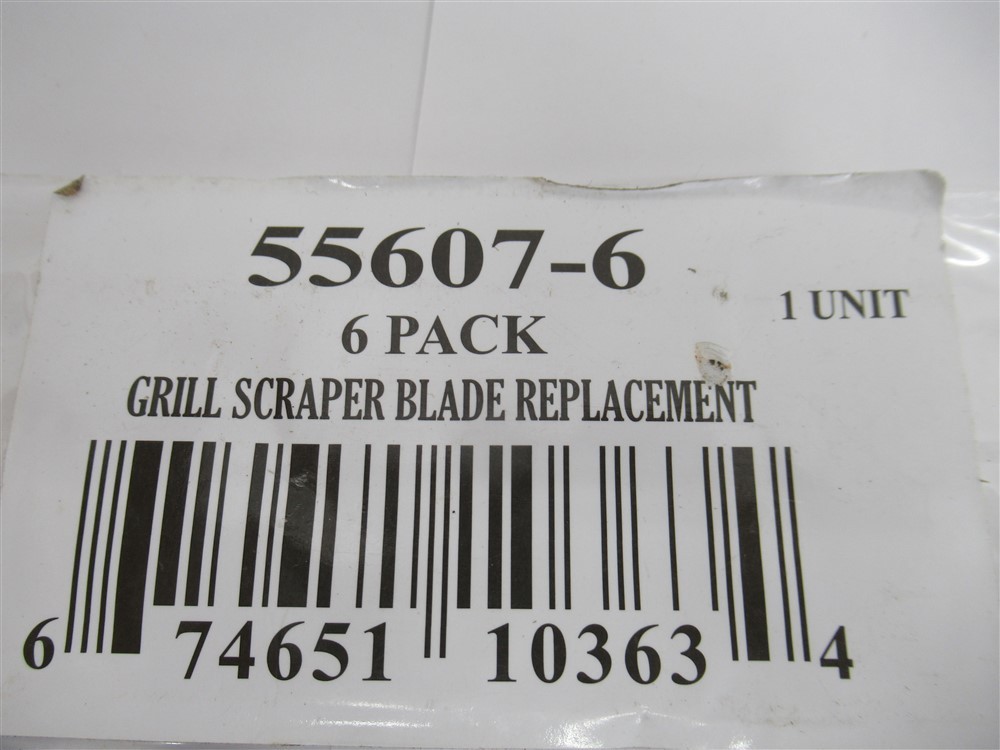 55607-6
6 PACK
1 UNIT
GRILL SCRAPER BLADE REPLACEMENT
6 74651 10363 4